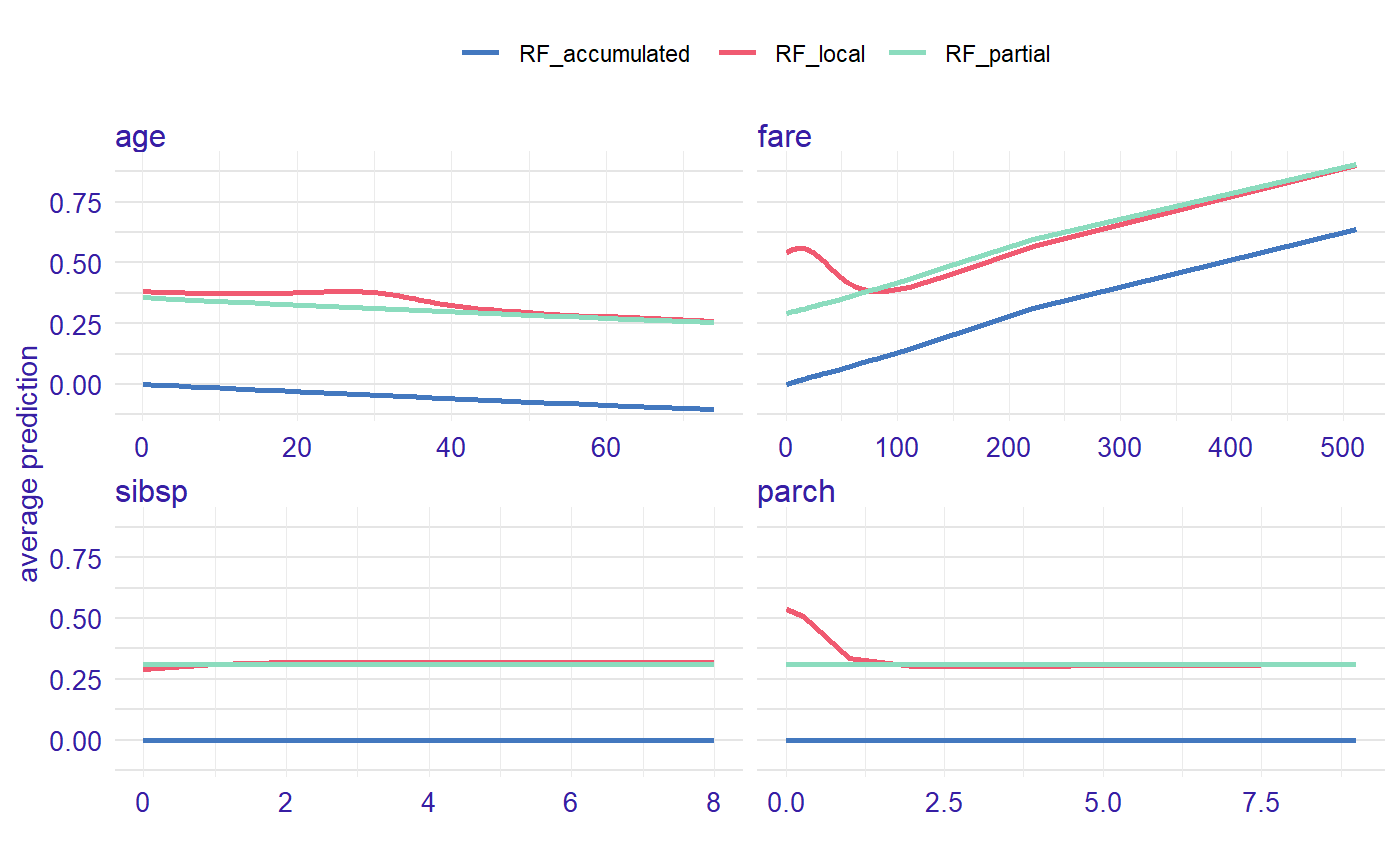 RF_accumulated RF_local RF_partial
age
fare
average prediction
0.75
0.50
0.25
0.00
0 20 40 60
0 100 200 300 400 500
sibsp
parch
0.75
0.50
0.25
0.00
0 2 4 6 8
0.0 2.5 5.0 7.5